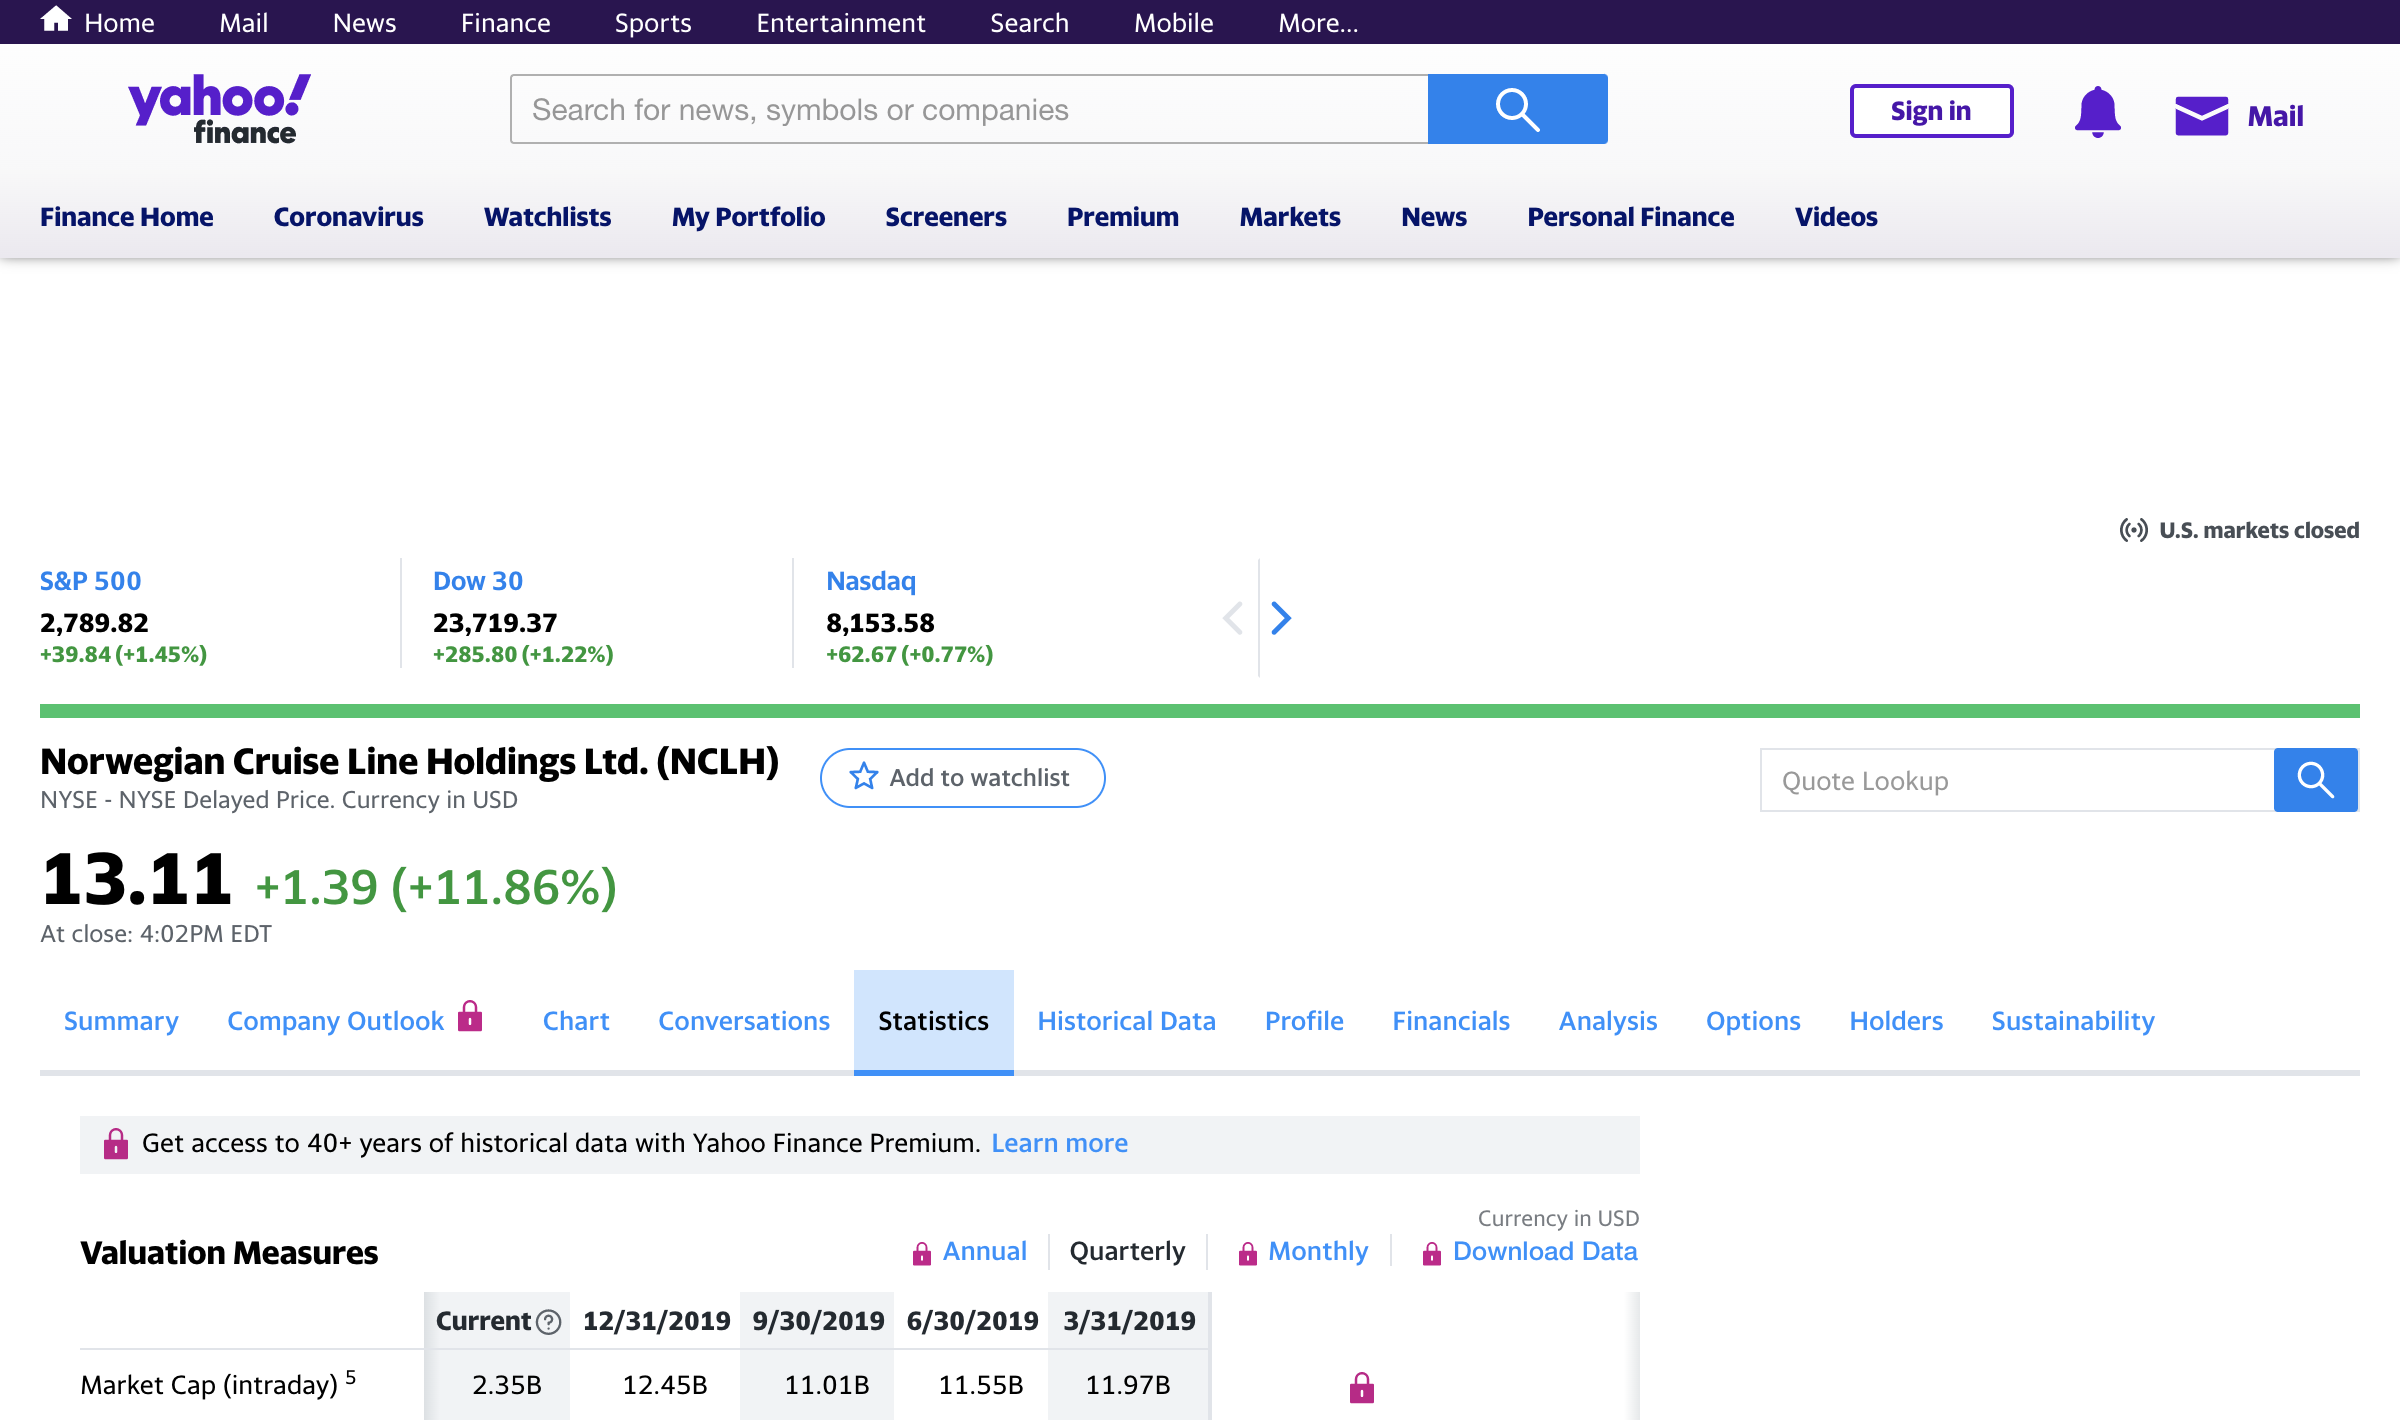 Home Mail News Finance Sports Entertainment Search Mobile More...
yahoo!
finance
Search for news, symbols or companies
Sign in
Mail
Finance Home Coronavirus Watchlists My Portfolio Screeners Premium Markets News Personal Finance Videos
U.S. markets closed
S&P 500 Dow 30 Nasdaq
2,789.82 23,719.37 8,153.58
+39.84 (+1.45%) +285.80 (+1.22%) +62.67 (+0.77%)
Norwegian Cruise Line Holdings Ltd. (NCLH)
NYSE - NYSE Delayed Price. Currency in USD
Add to watchlist
Quote Lookup
13.11 +1.39 (+11.86%)
At close: 4:02PM EDT
Summary Company Outlook Chart Conversations Statistics Historical Data Profile Financials Analysis Options Holders Sustainability
Get access to 40+ years of historical data with Yahoo Finance Premium. Learn more
Currency in USD
Valuation Measures Annual Quarterly Monthly Download Data
Current ? 12/31/2019 9/30/2019 6/30/2019 3/31/2019
Market Cap (intraday) 5 2.35B 12.45B 11.01B 11.55B 11.97B